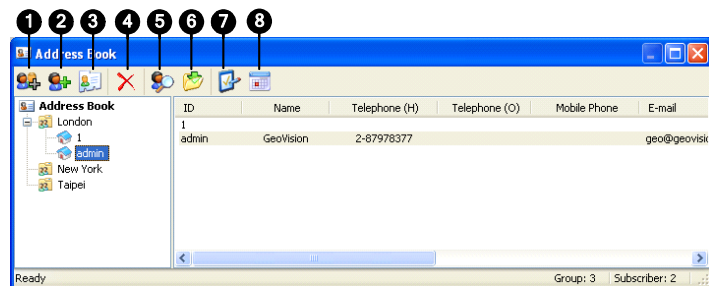 1 2 3 4 5 6 7 8
Address Book
Address Book
ID Name Telephone (H) Telephone (O) Mobile Phone E-mail
London
1
1
admin GeoVision 2-87978377 geo@geovisio
admin
New York
Taipei
Ready Group: 3 Subscriber: 2